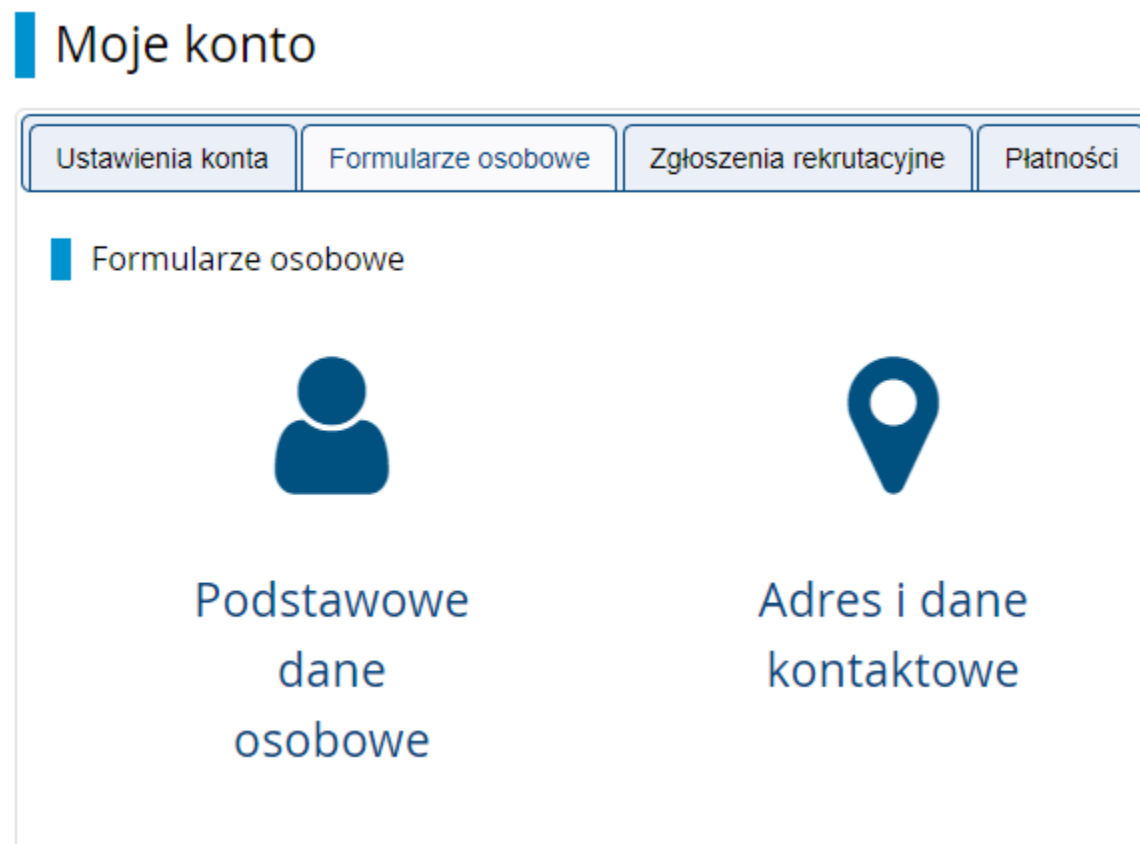 Moje konto
Ustawienia konta Formularze osobowe Zgłoszenia rekrutacyjne Płatności
Formularze osobowe
Podstawowe
dane
osobowe
Adres i dane
kontaktowe